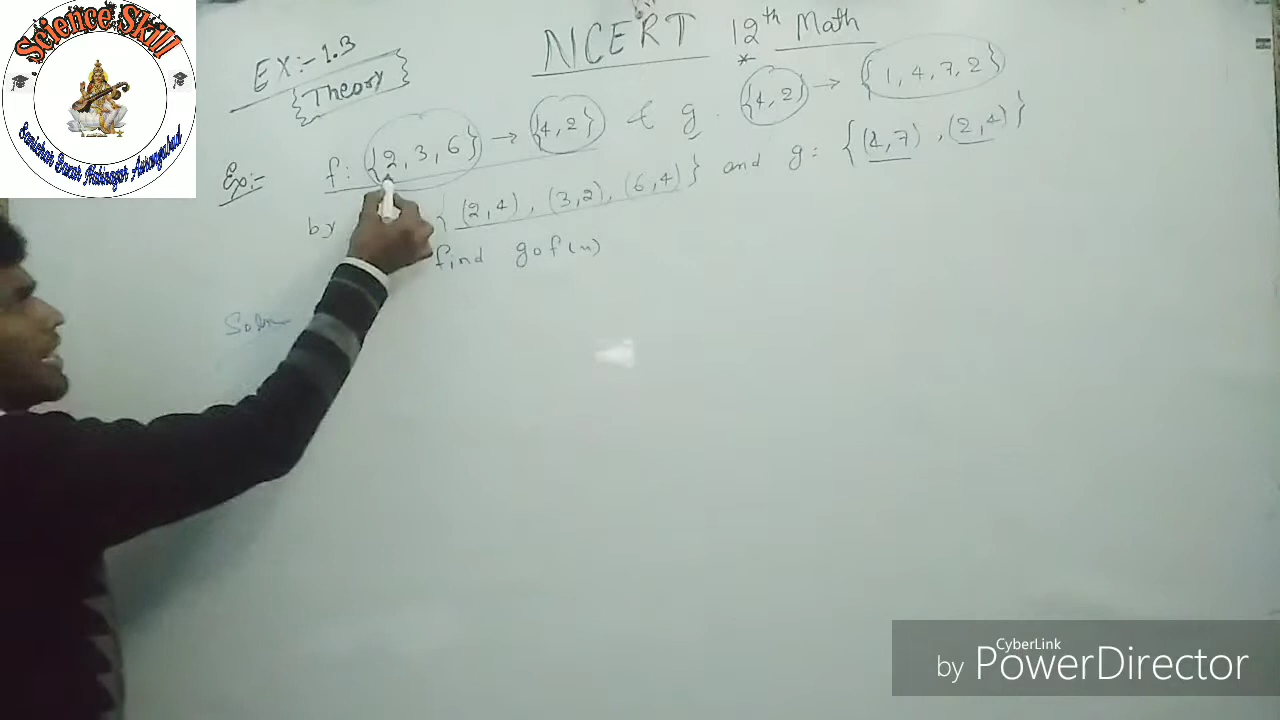 Science Skill
NCERT 12th Math
EX:- 1.3
{Theory}
Ex:- f: {2, 3, 6} → {4, 2} & g. {4, 2} → {1, 4, 7, 2}
by { (2, 4), (3, 2), (6, 4) } and g: { (4, 7), (2, 4) }
find gof(x)
Soln
by CyberLink PowerDirector